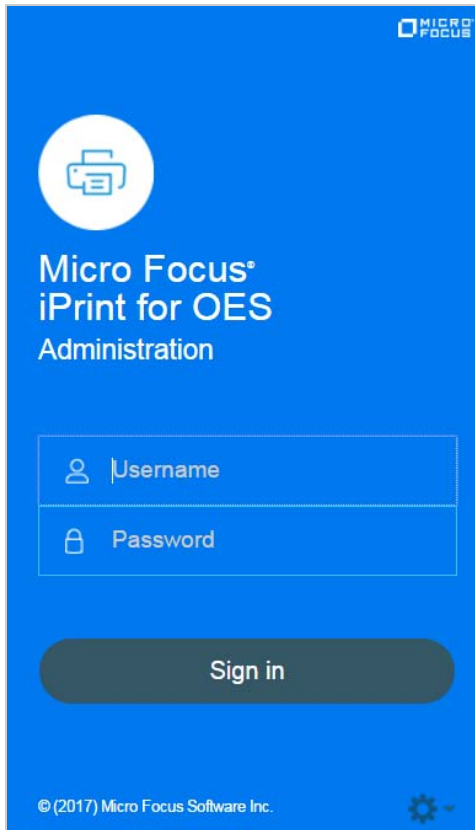 MICRO
FOCUS
Micro Focus®
iPrint for OES
Administration
Username
Password
Sign in
© (2017) Micro Focus Software Inc.